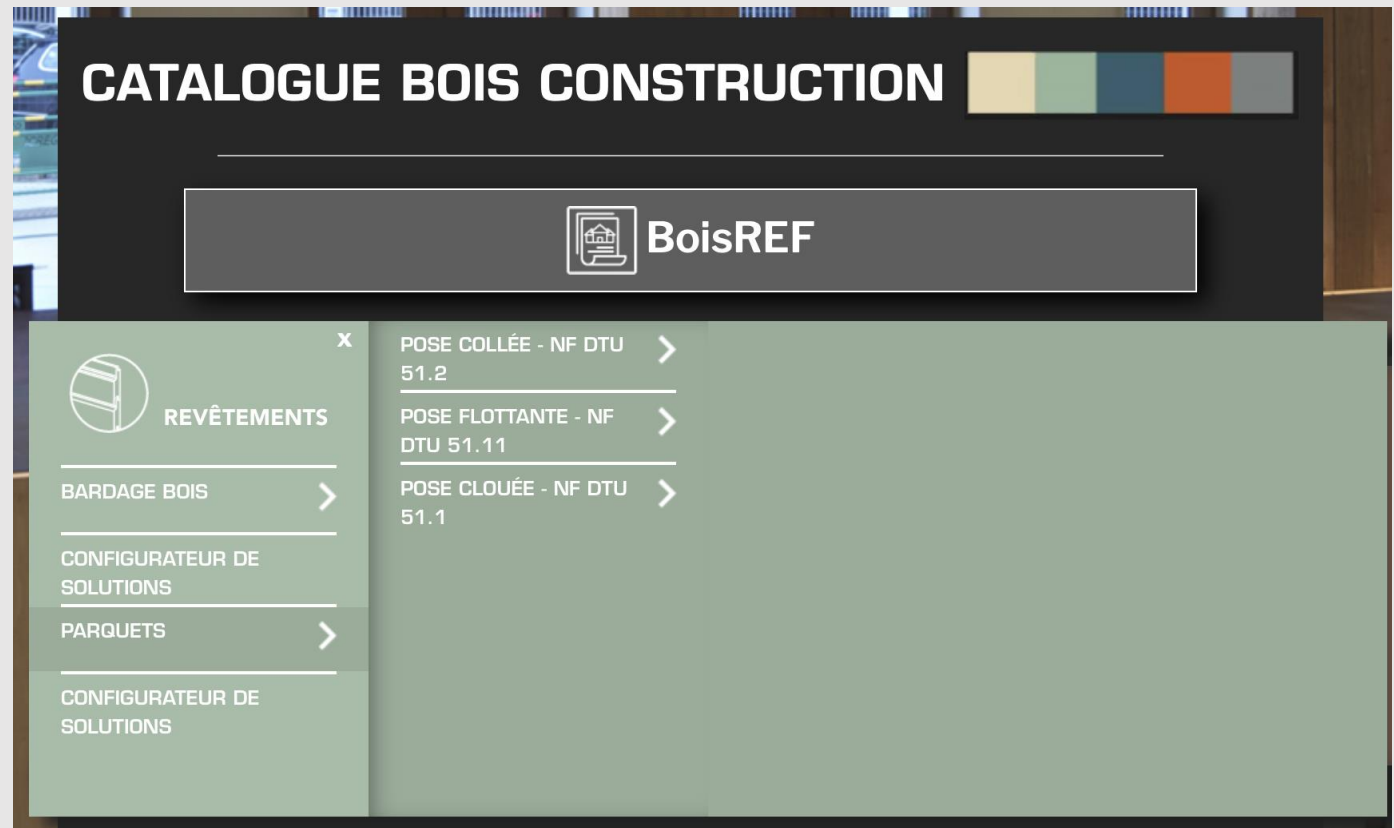 CATALOGUE BOIS CONSTRUCTION
BoisREF
X
REVÊTEMENTS
BARDAGE BOIS
CONFIGURATEUR DE
SOLUTIONS
PARQUETS
CONFIGURATEUR DE
SOLUTIONS
POSE COLLÉE - NF DTU
51.2
POSE FLOTTANTE - NF
DTU 51.11
POSE CLOUÉE - NF DTU
51.1